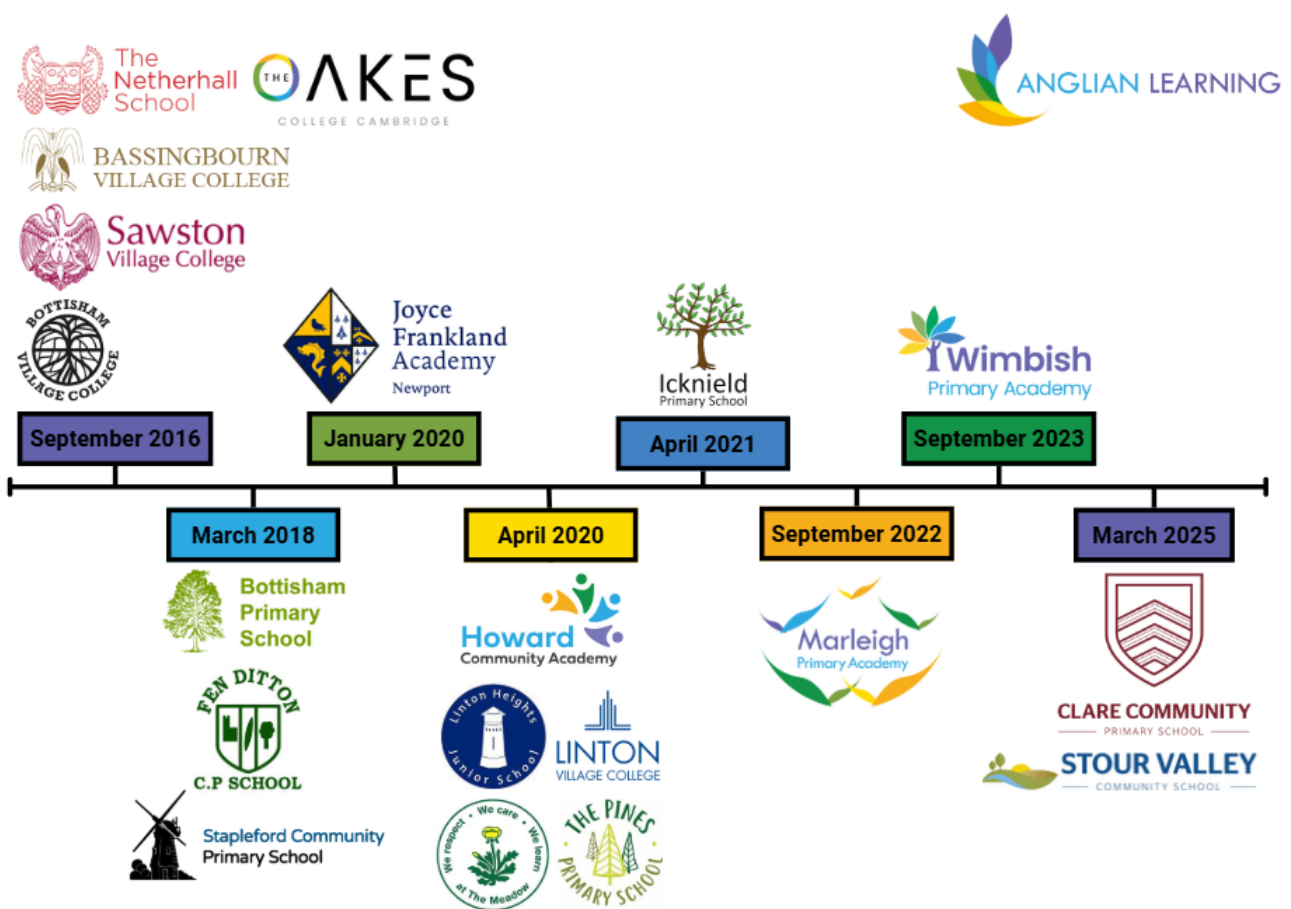 The
Netherhall
School
THE OAKES
COLLEGE CAMBRIDGE
ANGLIAN LEARNING
BASSINGBOURN
VILLAGE COLLEGE
Sawston
Village College
BOTTISHAM
VILLAGE COLLEGE
Joyce
Frankland
Academy
Newport
Icknield
Primary School
Wimbish
Primary Academy
September 2016
January 2020
April 2021
September 2023
March 2018
April 2020
September 2022
March 2025
Bottisham
Primary
School
FEN DITTON
C.P SCHOOL
Stapleford Community
Primary School
Howard
Community Academy
Linton Heights
Junior School
LINTON
VILLAGE COLLEGE
We respect • We care • We learn
at The Meadow
THE PINES
PRIMARY SCHOOL
Marleigh
Primary Academy
CLARE COMMUNITY
PRIMARY SCHOOL
STOUR VALLEY
COMMUNITY SCHOOL